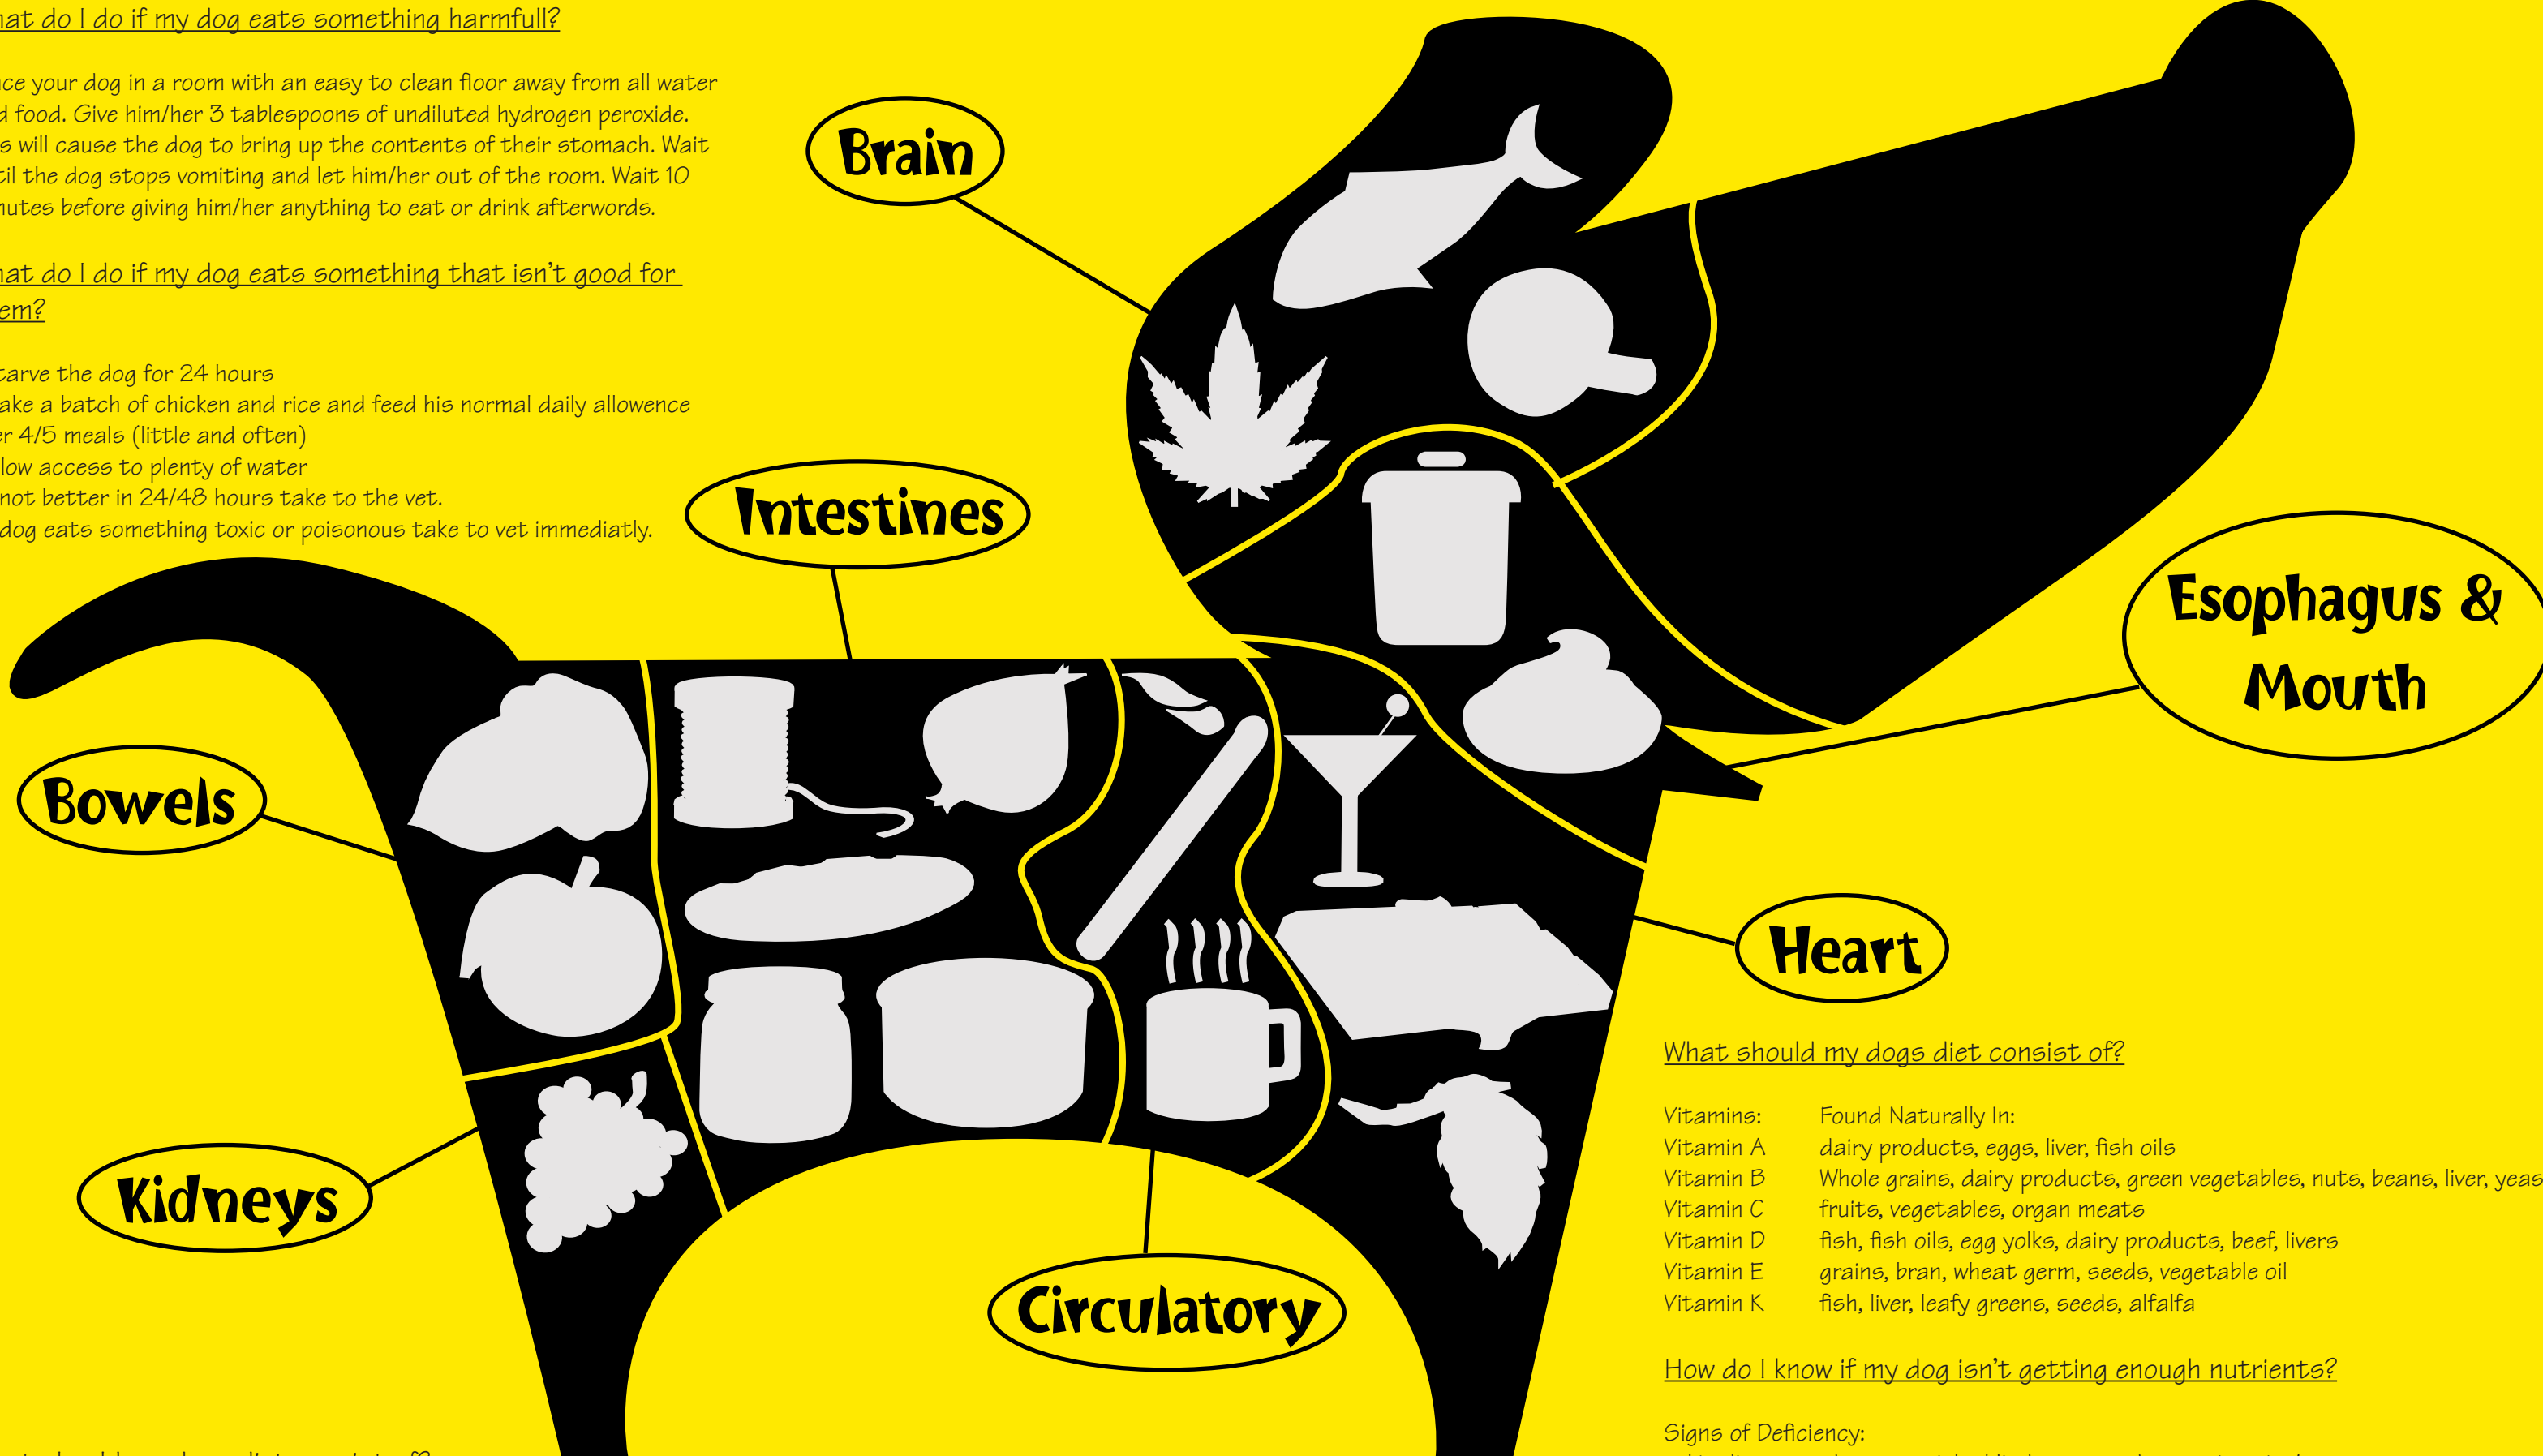 hat do I do if my dog eats something harmfull?
ce your dog in a room with an easy to clean floor away from all water
d food. Give him/her 3 tablespoons of undiluted hydrogen peroxide.
s will cause the dog to bring up the contents of their stomach. Wait
til the dog stops vomiting and let him/her out of the room. Wait 10
nutes before giving him/her anything to eat or drink afterwords.
hat do I do if my dog eats something that isn't good for
em?
tarve the dog for 24 hours
ake a batch of chicken and rice and feed his normal daily allowence
er 4/5 meals (little and often)
low access to plenty of water
not better in 24/48 hours take to the vet.
dog eats something toxic or poisonous take to vet immediatly.
Brain
Intestines
Esophagus &
Mouth
Bowels
Heart
Kidneys
Circulatory
What should my dogs diet consist of?
Vitamins: Found Naturally In:
Vitamin A dairy products, eggs, liver, fish oils
Vitamin B Whole grains, dairy products, green vegetables, nuts, beans, liver, yeas
Vitamin C fruits, vegetables, organ meats
Vitamin D fish, fish oils, egg yolks, dairy products, beef, livers
Vitamin E grains, bran, wheat germ, seeds, vegetable oil
Vitamin K fish, liver, leafy greens, seeds, alfalfa
How do I know if my dog isn't getting enough nutrients?
Signs of Deficiency: